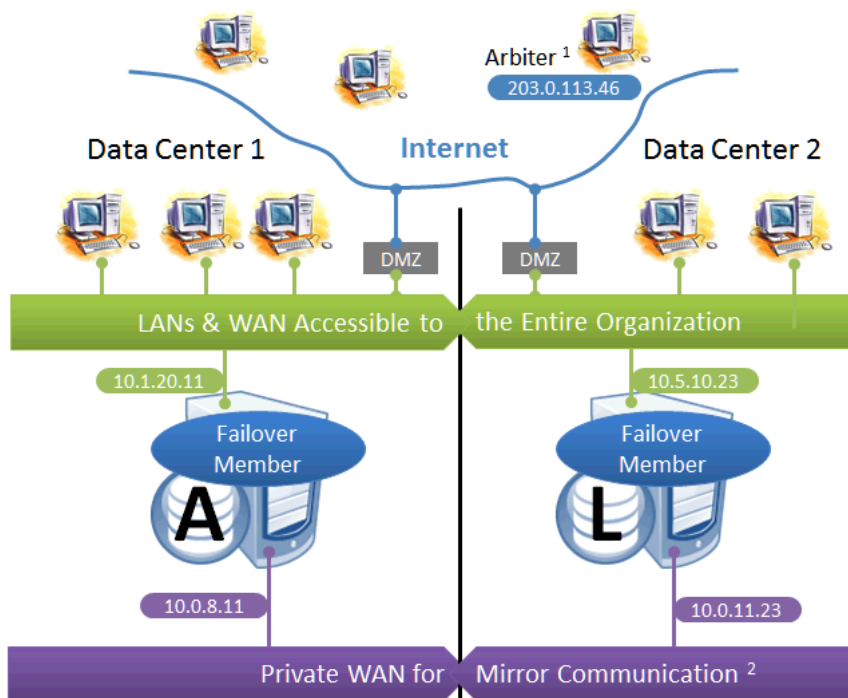 Arbiter ¹
203.0.113.46
Data Center 1
Internet
Data Center 2
DMZ
DMZ
LANs & WAN Accessible to the Entire Organization
10.1.20.11
10.5.10.23
Failover
Member
Failover
Member
A
L
10.0.8.11
10.0.11.23
Private WAN for Mirror Communication ²